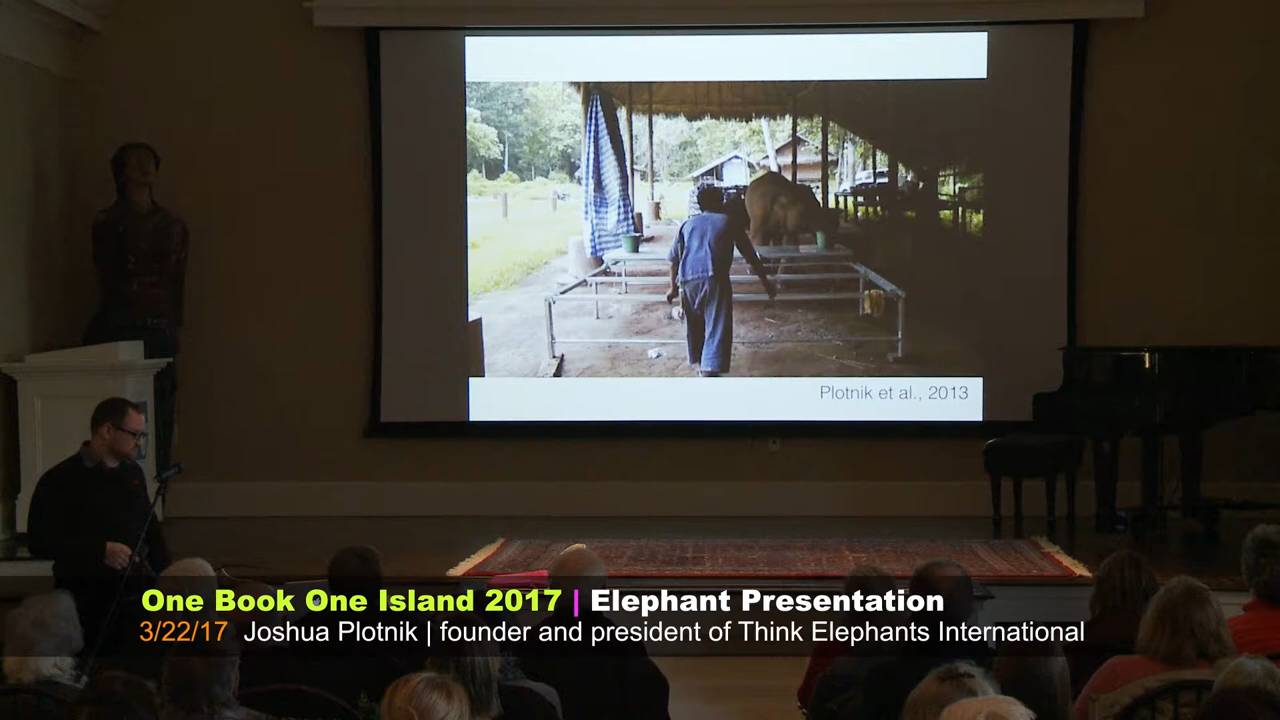 Plotnik et al., 2013
One Book One Island 2017 | Elephant Presentation
3/22/17 Joshua Plotnik | founder and president of Think Elephants International